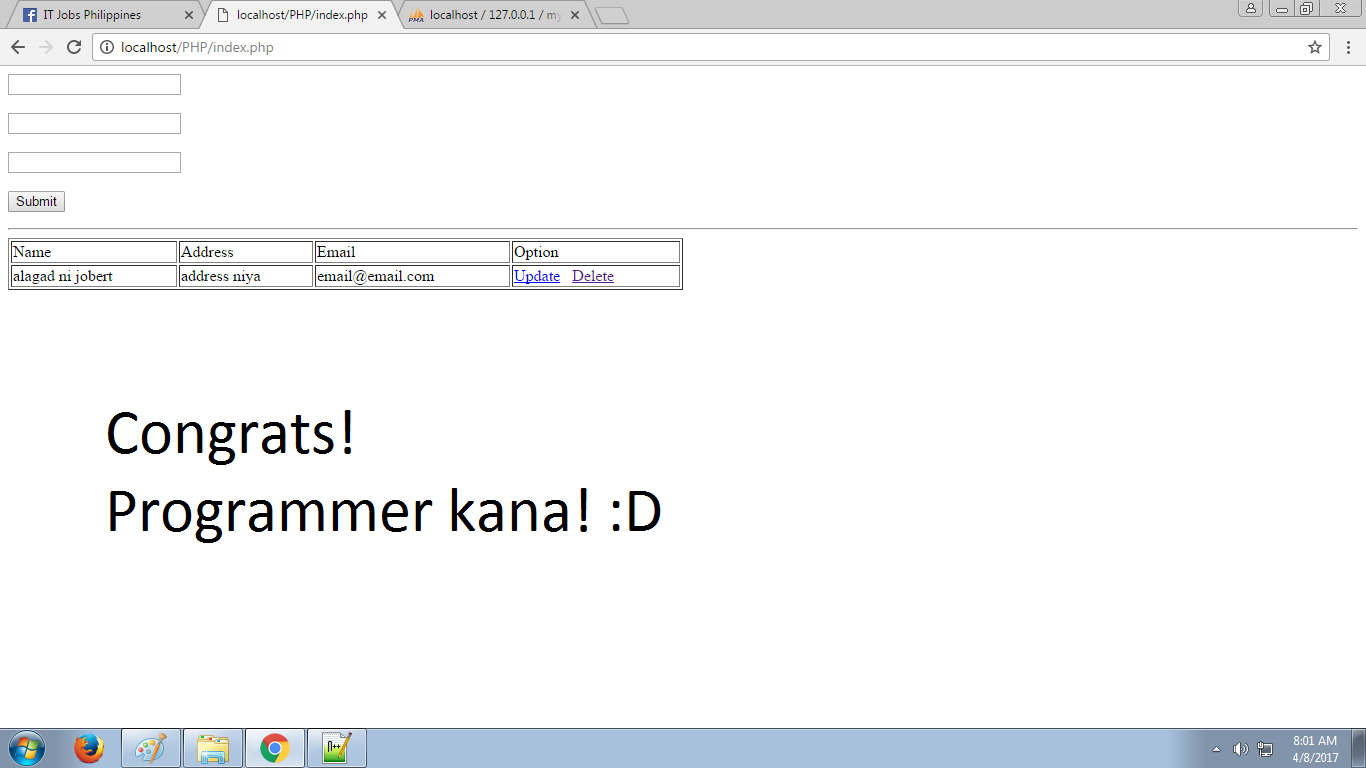 IT Jobs Philippines
localhost/PHP/index.php
localhost / 127.0.0.1 / my
localhost/PHP/index.php
Submit
Name Address Email Option
alagad ni jobert address niya email@email.com Update Delete
Congrats!
Programmer kana! :D
8:01 AM
4/8/2017